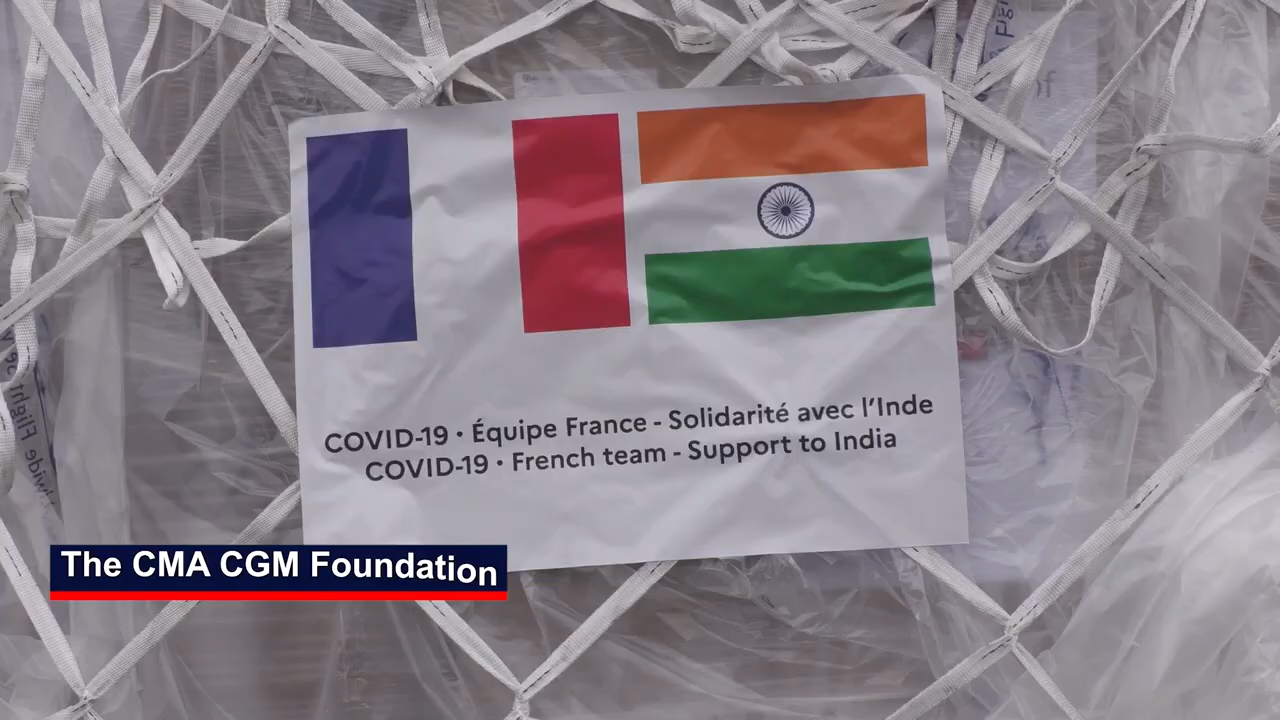 COVID-19 • Équipe France - Solidarité avec l'Inde
COVID-19 • French team - Support to India
The CMA CGM Foundation